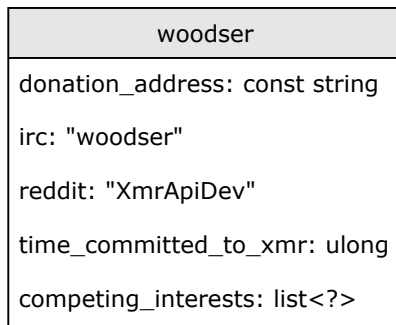 woodser
donation_address: const string
irc: "woodser"
reddit: "XmrApiDev"
time_committed_to_xmr: ulong
competing_interests: list<?>